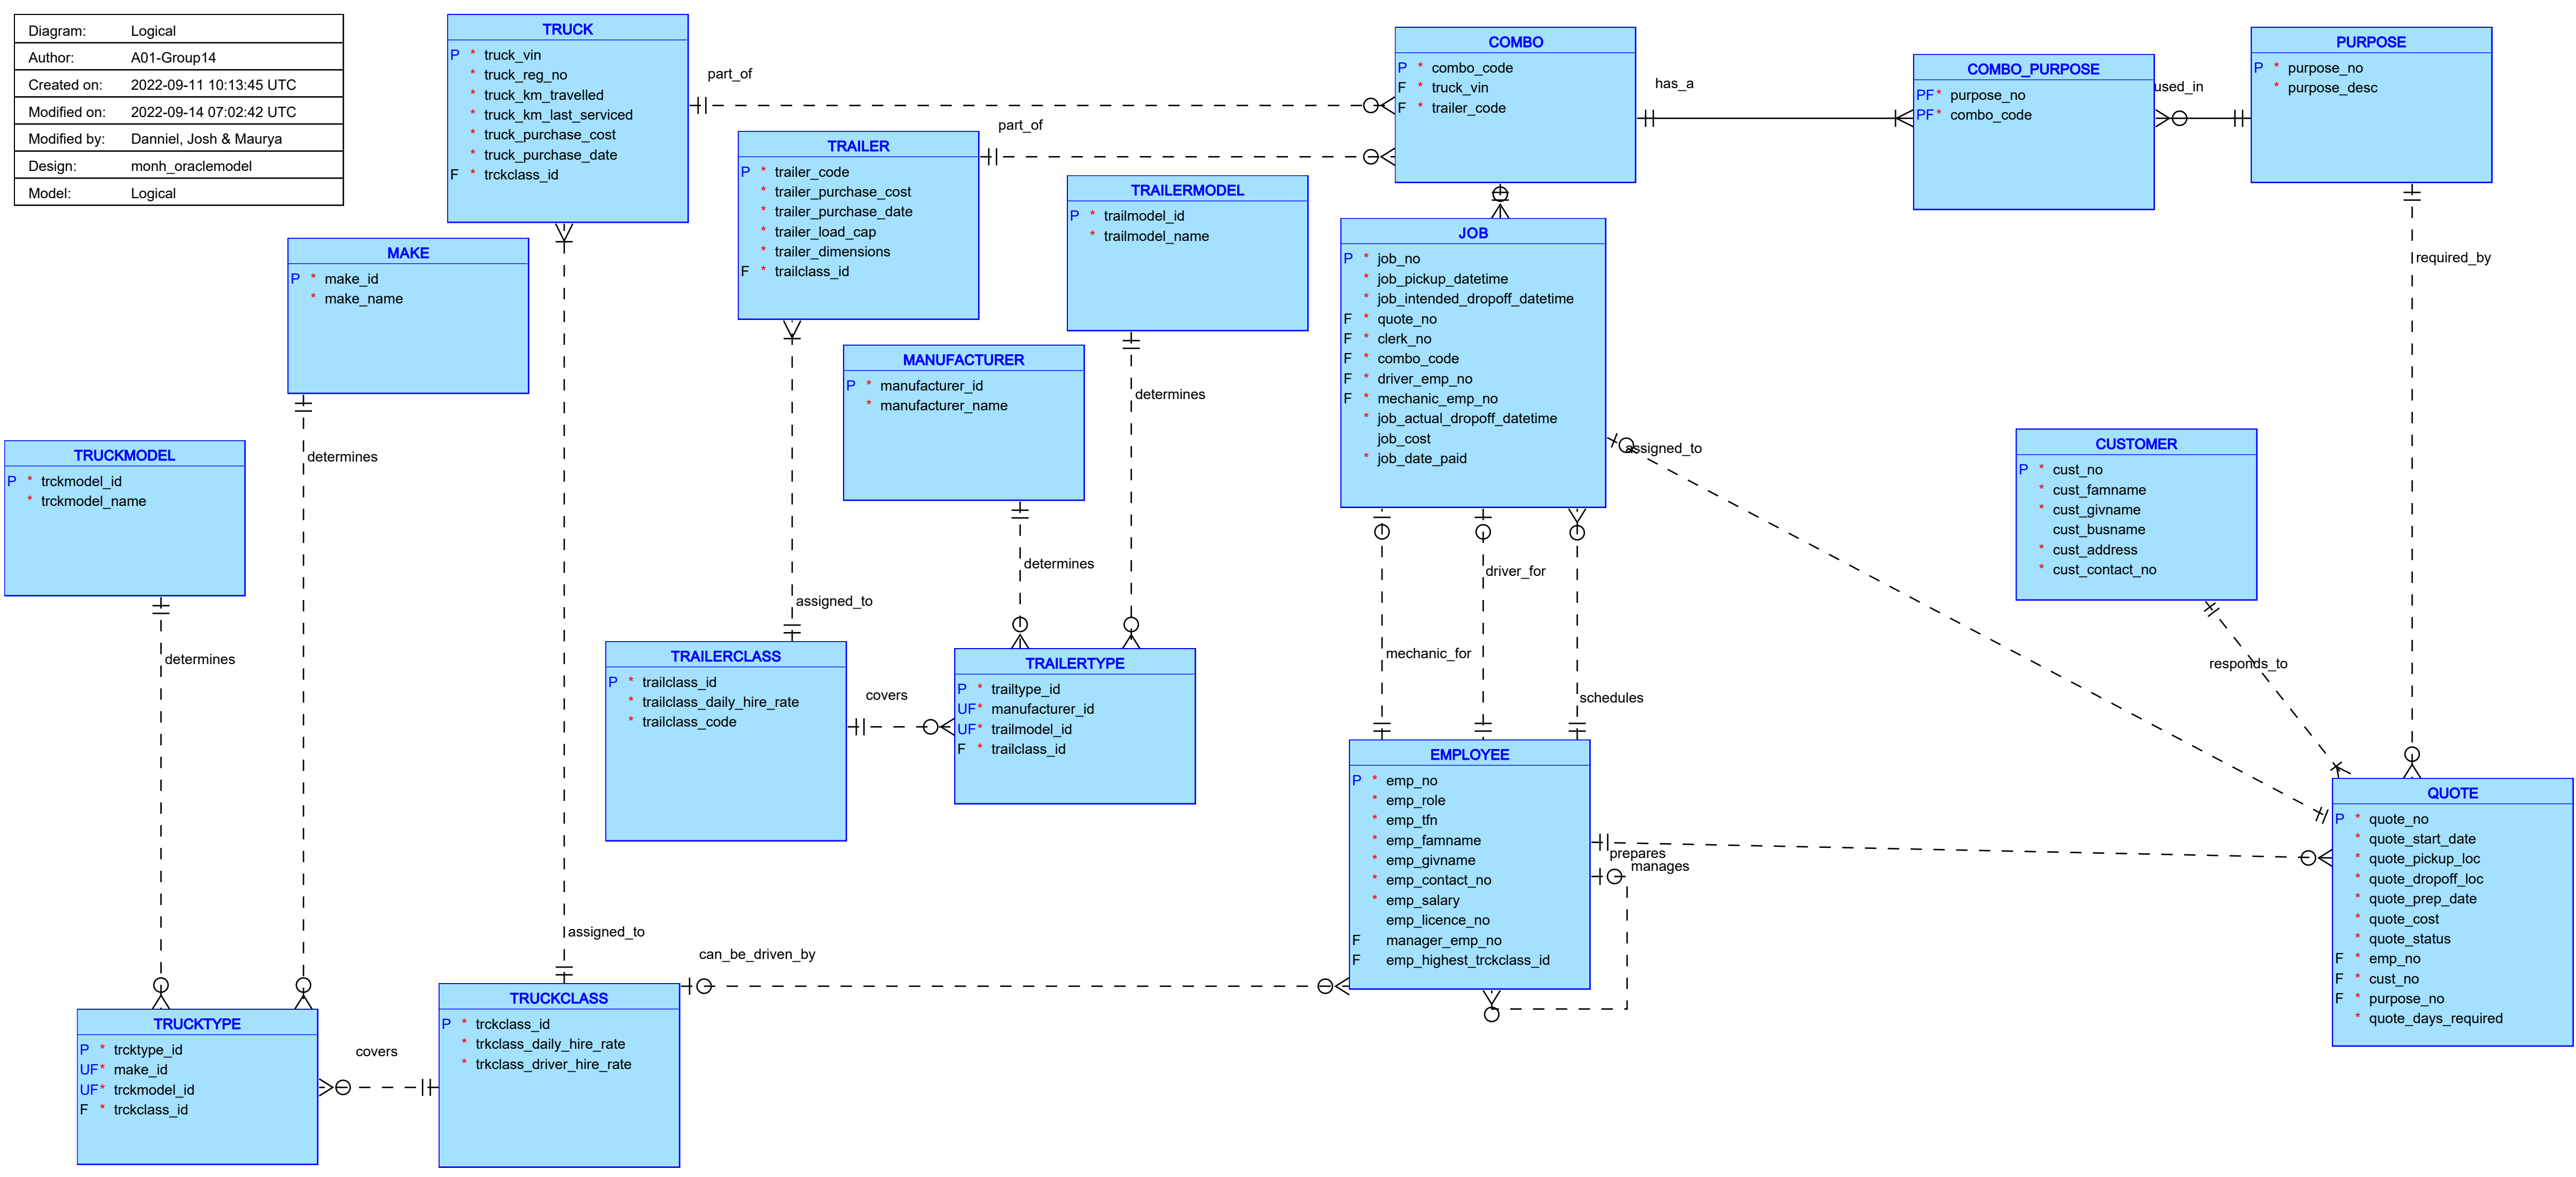 Diagram: Logical
Author: A01-Group14
Created on: 2022-09-11 10:13:45 UTC
Modified on: 2022-09-14 07:02:42 UTC
Modified by: Danniel, Josh & Maurya
Design: monh_oraclemodel
Model: Logical
TRUCK
P * truck_vin
* truck_reg_no
* truck_km_travelled
* truck_km_last_serviced
* truck_purchase_cost
* truck_purchase_date
F * trckclass_id
part_of
COMBO
P * combo_code
F * truck_vin
F * trailer_code
has_a
COMBO_PURPOSE
PF* purpose_no
PF* combo_code
used_in
PURPOSE
P * purpose_no
* purpose_desc
part_of
TRAILER
P * trailer_code
* trailer_purchase_cost
* trailer_purchase_date
* trailer_load_cap
* trailer_dimensions
F * trailclass_id
TRAILERMODEL
P * trailmodel_id
* trailmodel_name
JOB
P * job_no
* job_pickup_datetime
* job_intended_dropoff_datetime
F * quote_no
F * clerk_no
F * combo_code
F * driver_emp_no
F * mechanic_emp_no
* job_actual_dropoff_datetime
job_cost
* job_date_paid
required_by
MAKE
P * make_id
* make_name
MANUFACTURER
P * manufacturer_id
* manufacturer_name
determines
assigned_to
CUSTOMER
P * cust_no
* cust_famname
* cust_givname
cust_busname
* cust_address
* cust_contact_no
determines
TRUCKMODEL
P * trckmodel_id
* trckmodel_name
determines
driver_for
assigned_to
mechanic_for
responds_to
determines
TRAILERCLASS
P * trailclass_id
* trailclass_daily_hire_rate
* trailclass_code
covers
TRAILERTYPE
P * trailtype_id
UF* manufacturer_id
UF* trailmodel_id
F * trailclass_id
schedules
EMPLOYEE
P * emp_no
* emp_role
* emp_tfn
* emp_famname
* emp_givname
* emp_contact_no
* emp_salary
emp_licence_no
F manager_emp_no
F emp_highest_trckclass_id
prepares
manages
QUOTE
P * quote_no
* quote_start_date
* quote_pickup_loc
* quote_dropoff_loc
* quote_prep_date
* quote_cost
* quote_status
F * emp_no
F * cust_no
F * purpose_no
* quote_days_required
assigned_to
can_be_driven_by
TRUCKTYPE
P * trcktype_id
UF* make_id
UF* trckmodel_id
F * trckclass_id
covers
TRUCKCLASS
P * trckclass_id
* trkclass_daily_hire_rate
* trkclass_driver_hire_rate